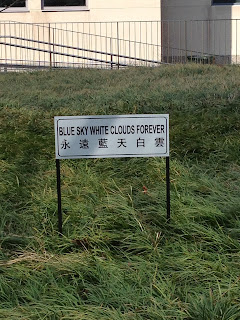 BLUE SKY WHITE CLOUDS FOREVER
永遠藍天白雲